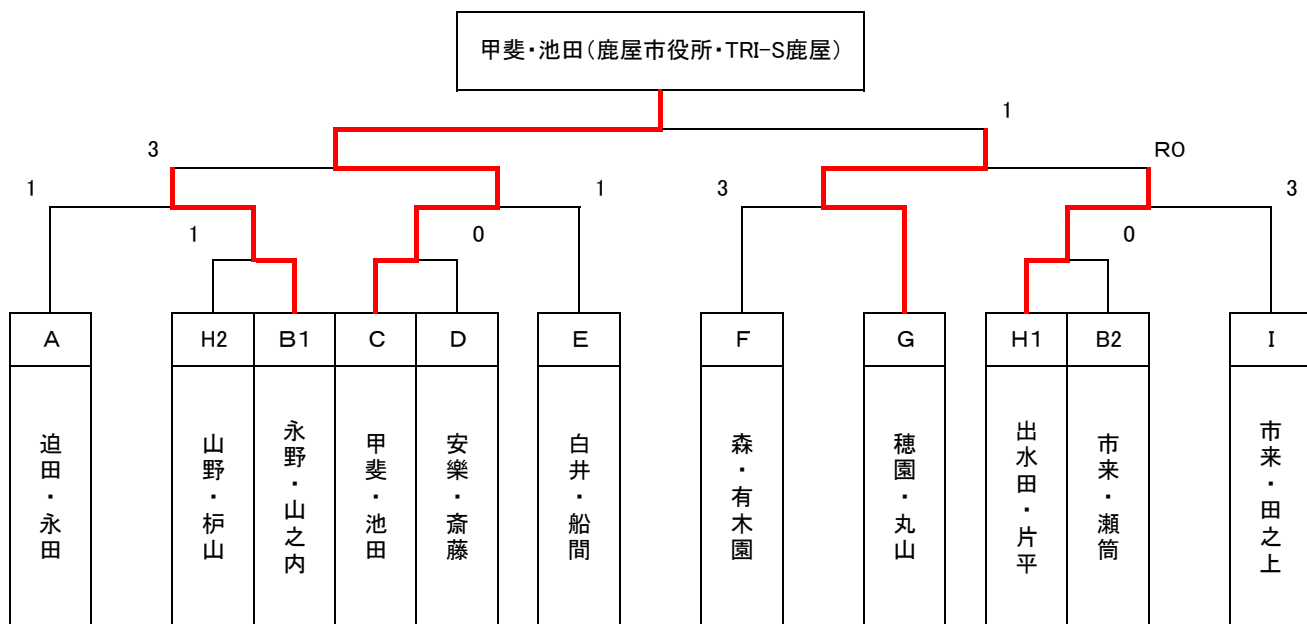 甲斐・池田(鹿屋市役所・TRI-S鹿屋)
1
3
R0
1
1
3
3
1
0
0
A
H2
B1
C
D
E
F
G
H1
B2
I
迫田・永田
山野・枦山
永野・山之内
甲斐・池田
安樂・斎藤
白井・船間
森・有木園
穂園・丸山
出水田・片平
市来・瀬筒
市来・田之上